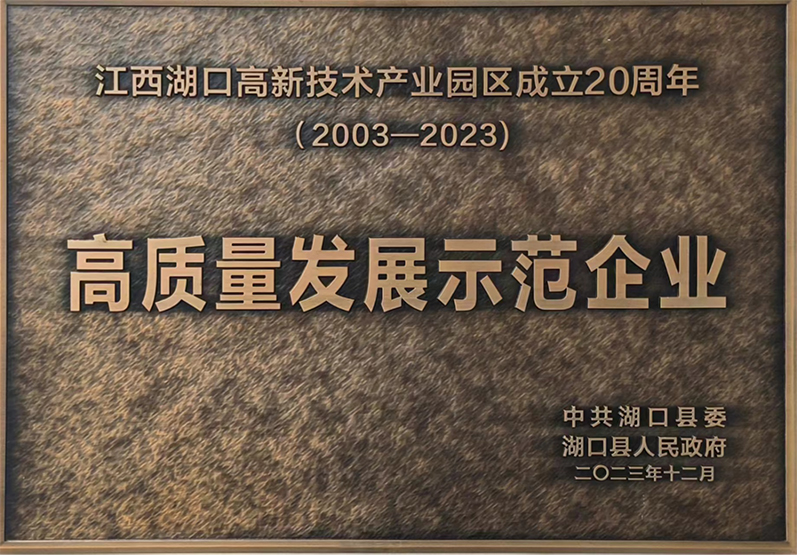 江西湖口高新技术产业园区成立20周年
（2003—2023）
高质量发展示范企业
中共湖口县委
湖口县人民政府
二〇二三年十二月